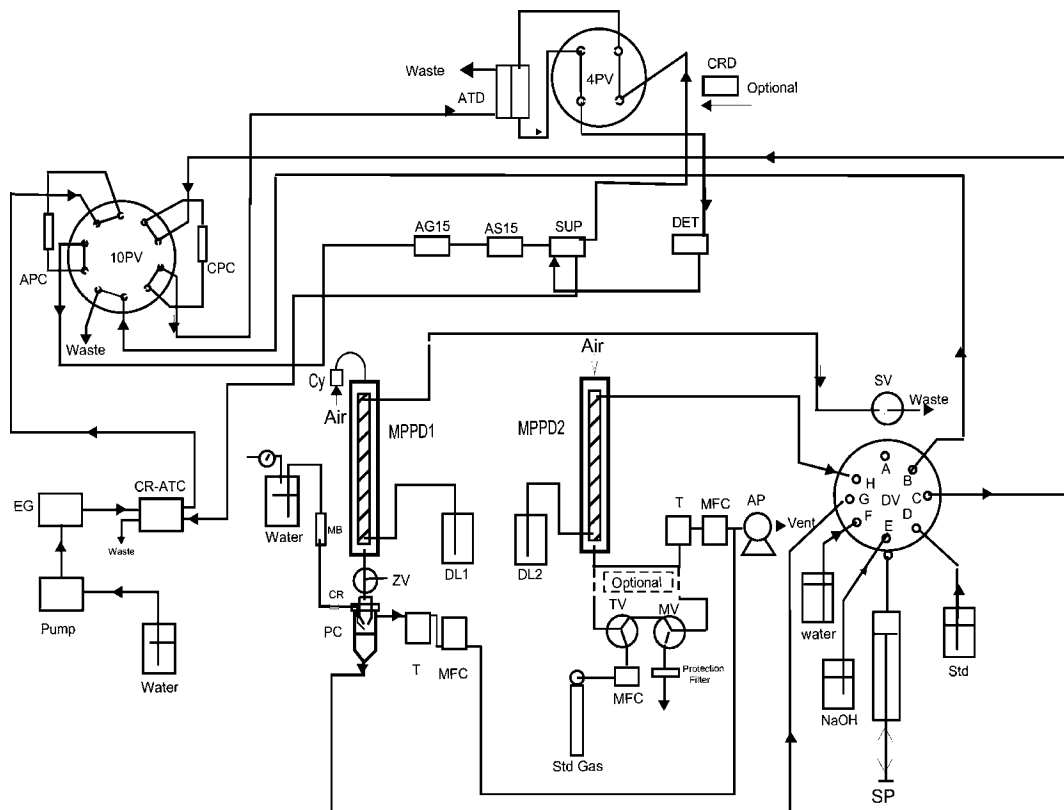 Waste
ATD
4PV
CRD
Optional
10PV
APC
CPC
Waste
AG15
AS15
SUP
DET
Cy
Air
MPPD1
Air
MPPD2
SV
Waste
A
B
C
D
E
F
G
H
DV
EG
CR-ATC
Waste
Pump
Water
Water
MB
CR
PC
ZV
DL1
T
MFC
DL2
Optional
T
MFC
AP
Vent
TV
MV
MFC
Protection
Filter
Std Gas
water
NaOH
Std
SP